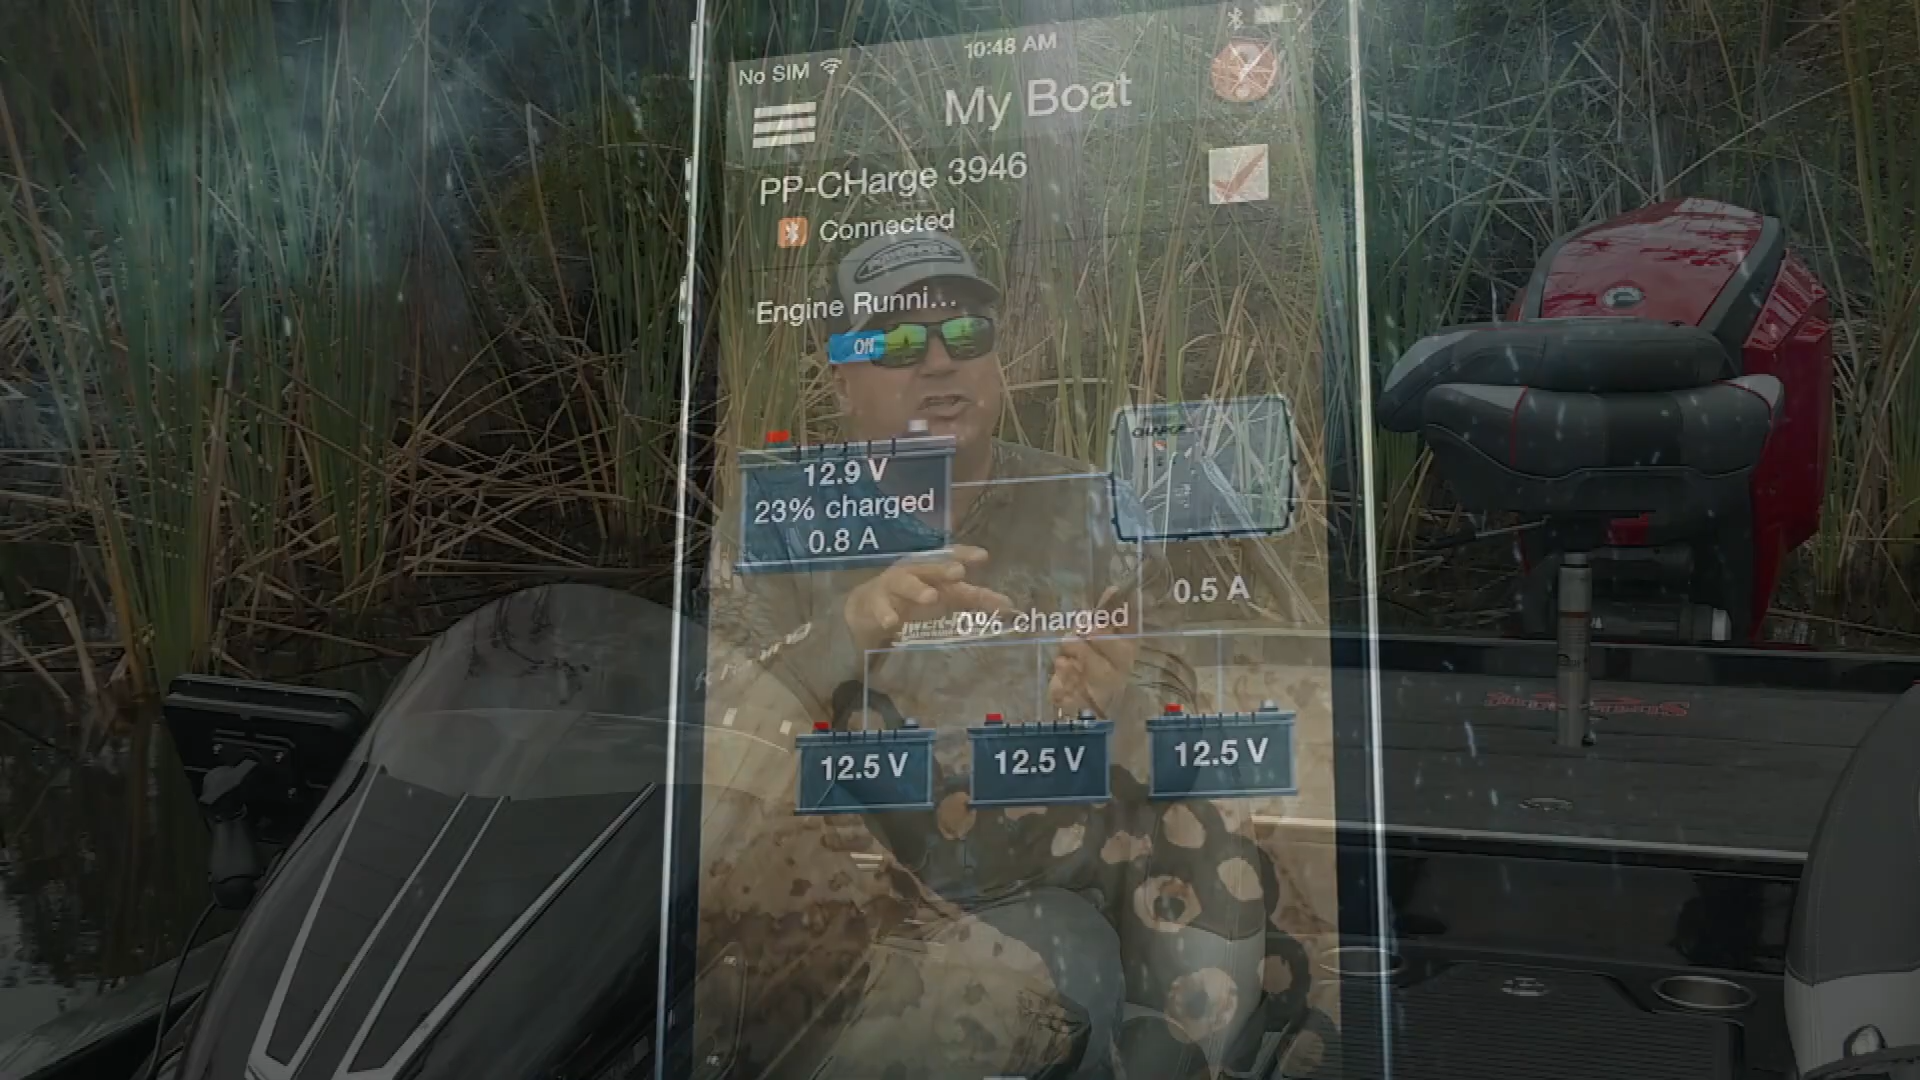 No SIM
10:48 AM
My Boat
PP-CHarge 3946
Connected
Engine Runni...
ON
12.9 V
23% charged
0.8 A
CHARGE
0.5 A
0% charged
12.5 V
12.5 V
12.5 V